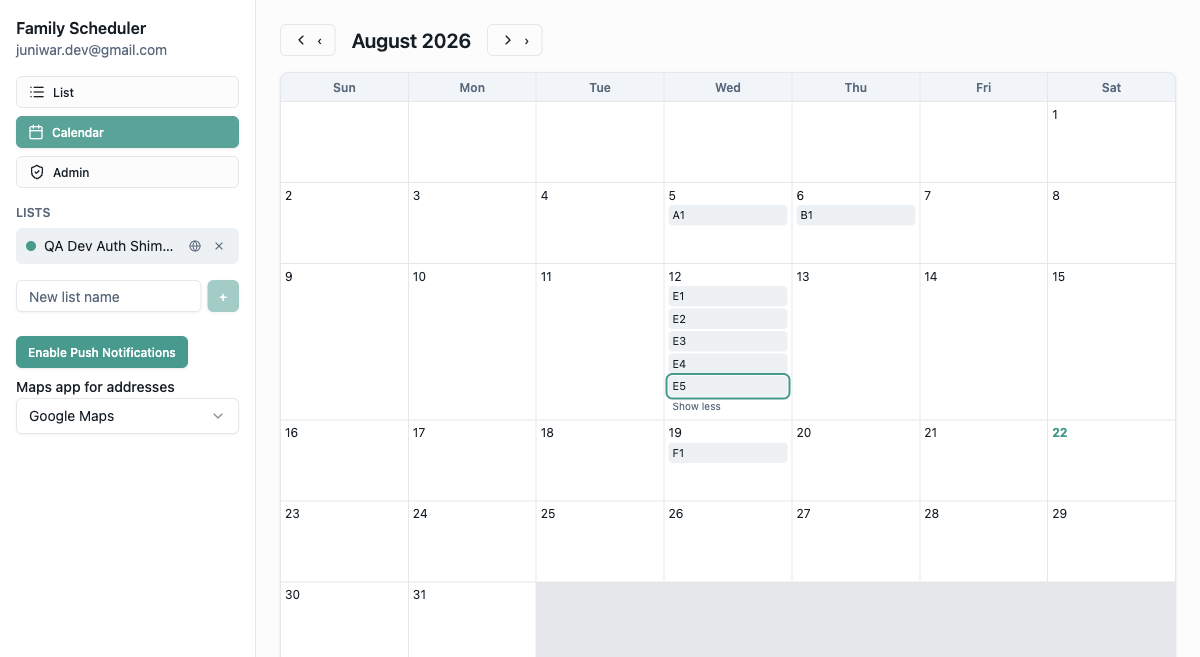 Family Scheduler
juniwar.dev@gmail.com
List
Calendar
Admin
LISTS
QA Dev Auth Shim...
New list name
+
Enable Push Notifications
Maps app for addresses
Google Maps
‹ August 2026 ›
Sun Mon Tue Wed Thu Fri Sat
1
2 3 4 5 6 7 8
A1 B1
9 10 11 12 13 14 15
E1
E2
E3
E4
E5
Show less
16 17 18 19 20 21 22
F1
23 24 25 26 27 28 29
30 31